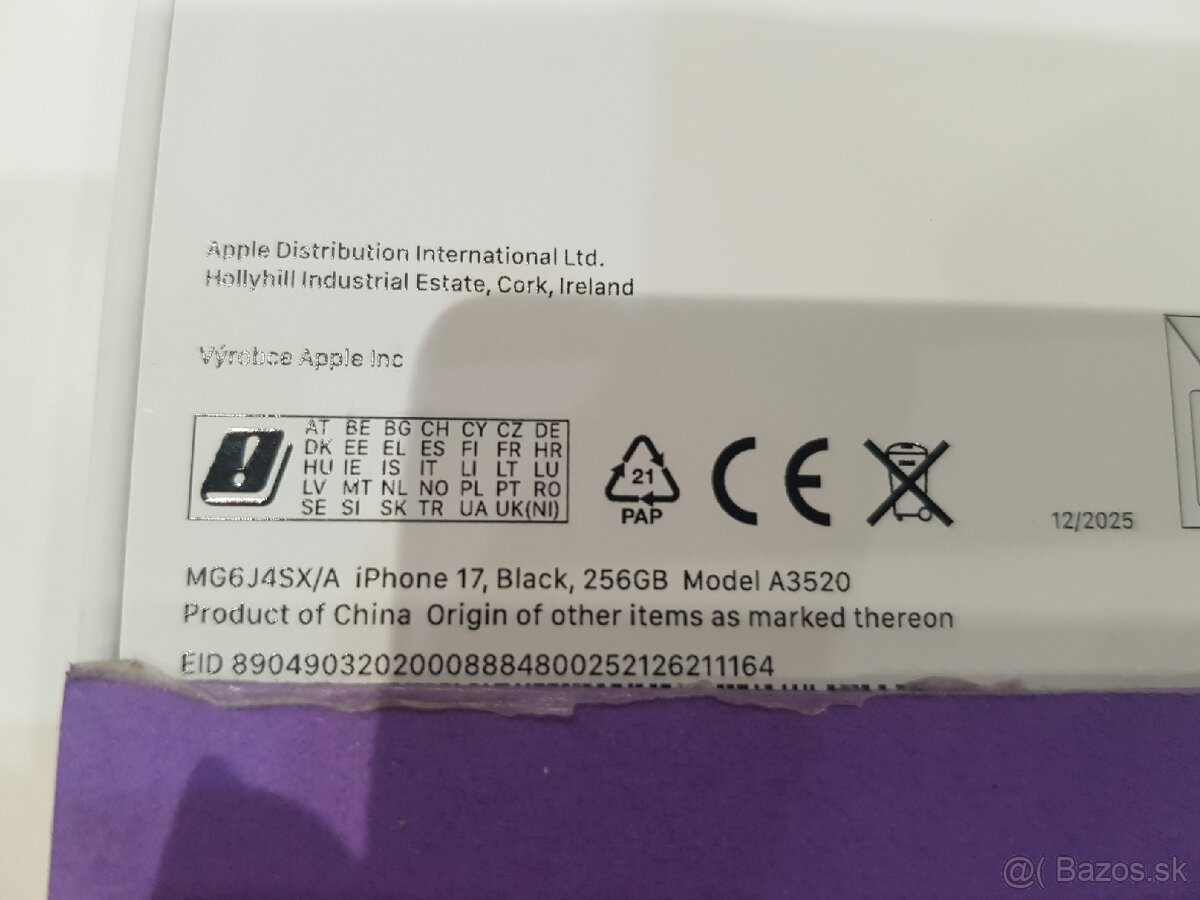 Apple Distribution International Ltd.
Hollyhill Industrial Estate, Cork, Ireland
Výrobce Apple Inc
AT BE BG CH CY CZ DE
DK EE EL ES FI FR HR
HU IE IS IT LI LT LU
LV MT NL NO PL PT RO
SE SI SK TR UA UK(NI)
21
PAP
CE
12/2025
MG6J4SX/A iPhone 17, Black, 256GB Model A3520
Product of China Origin of other items as marked thereon
EID 89049032020008884800252126211164
@( Bazos.sk